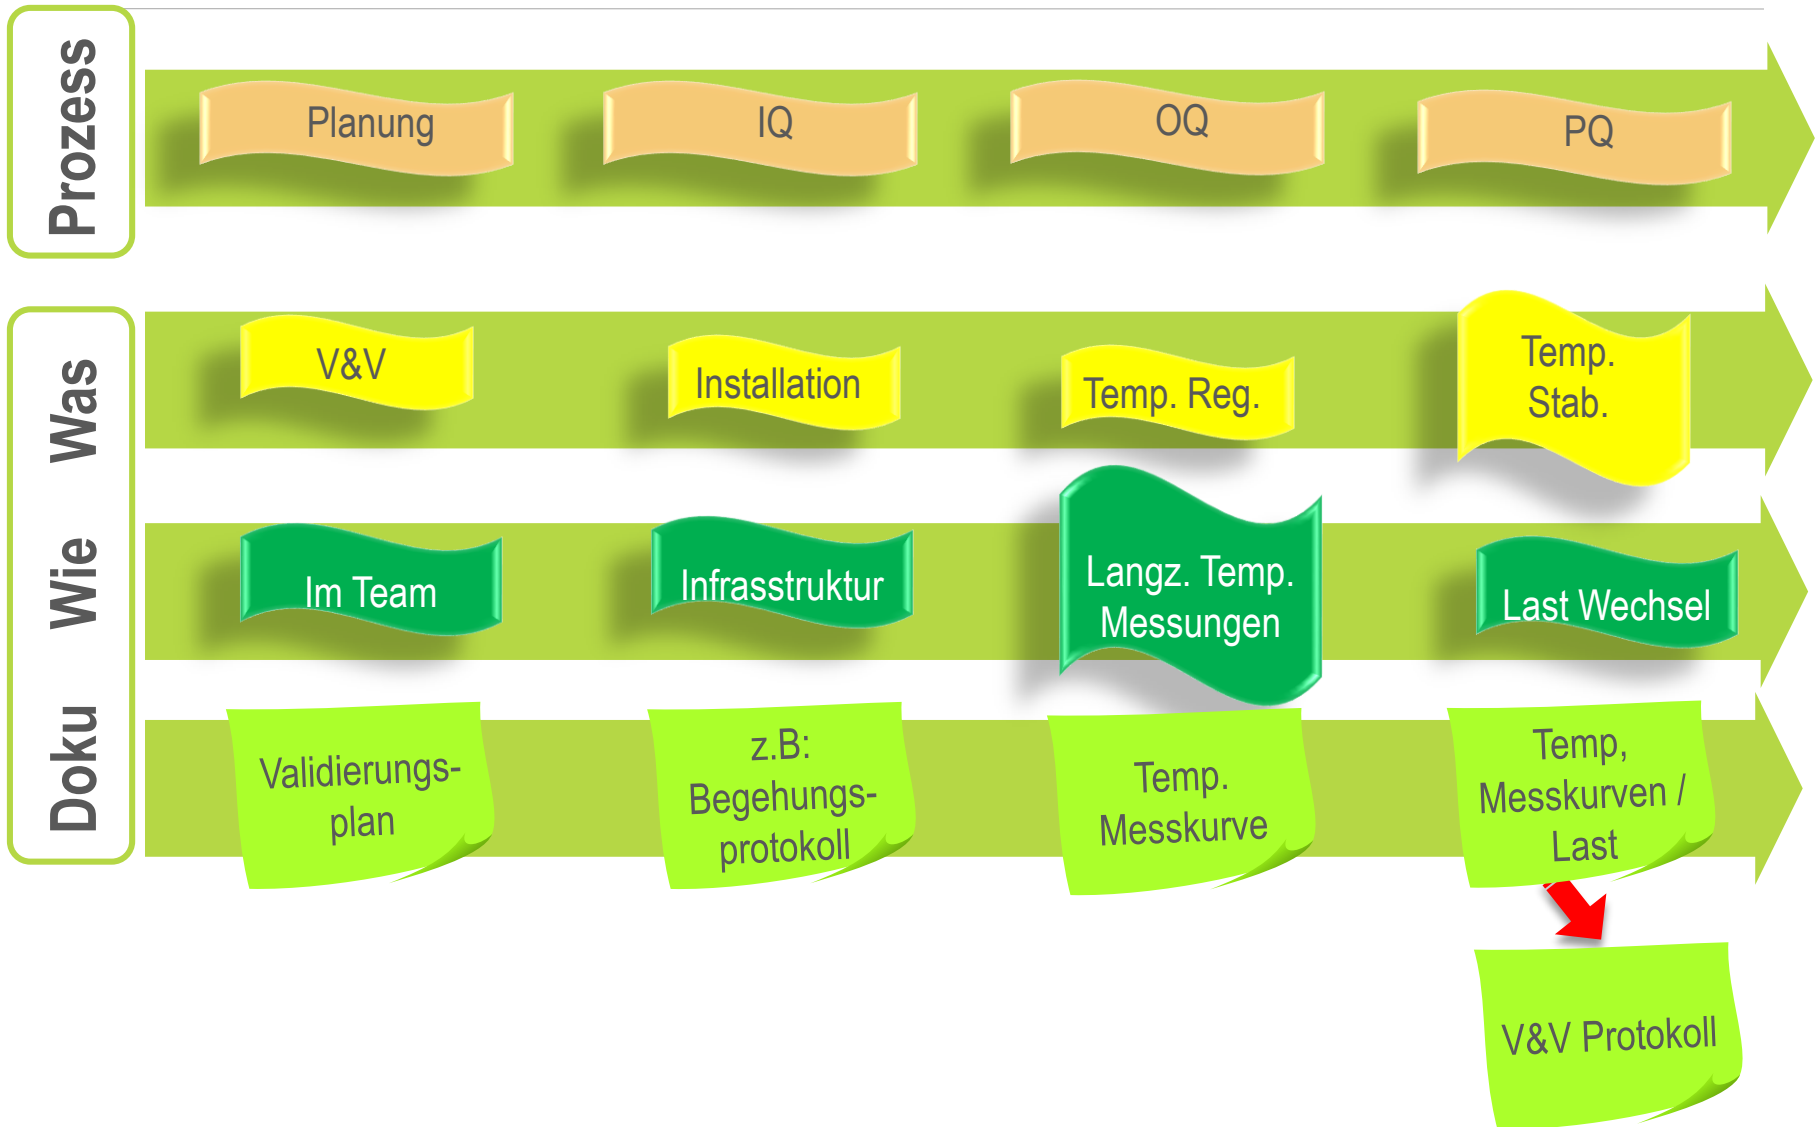 Prozess
Planung
IQ
OQ
PQ
Was
V&V
Installation
Temp. Reg.
Temp.
Stab.
Wie
Im Team
Infrasstruktur
Langz. Temp.
Messungen
Last Wechsel
Doku
Validierungs-
plan
z.B:
Begehungs-
protokoll
Temp.
Messkurve
Temp,
Messkurven /
Last
V&V Protokoll